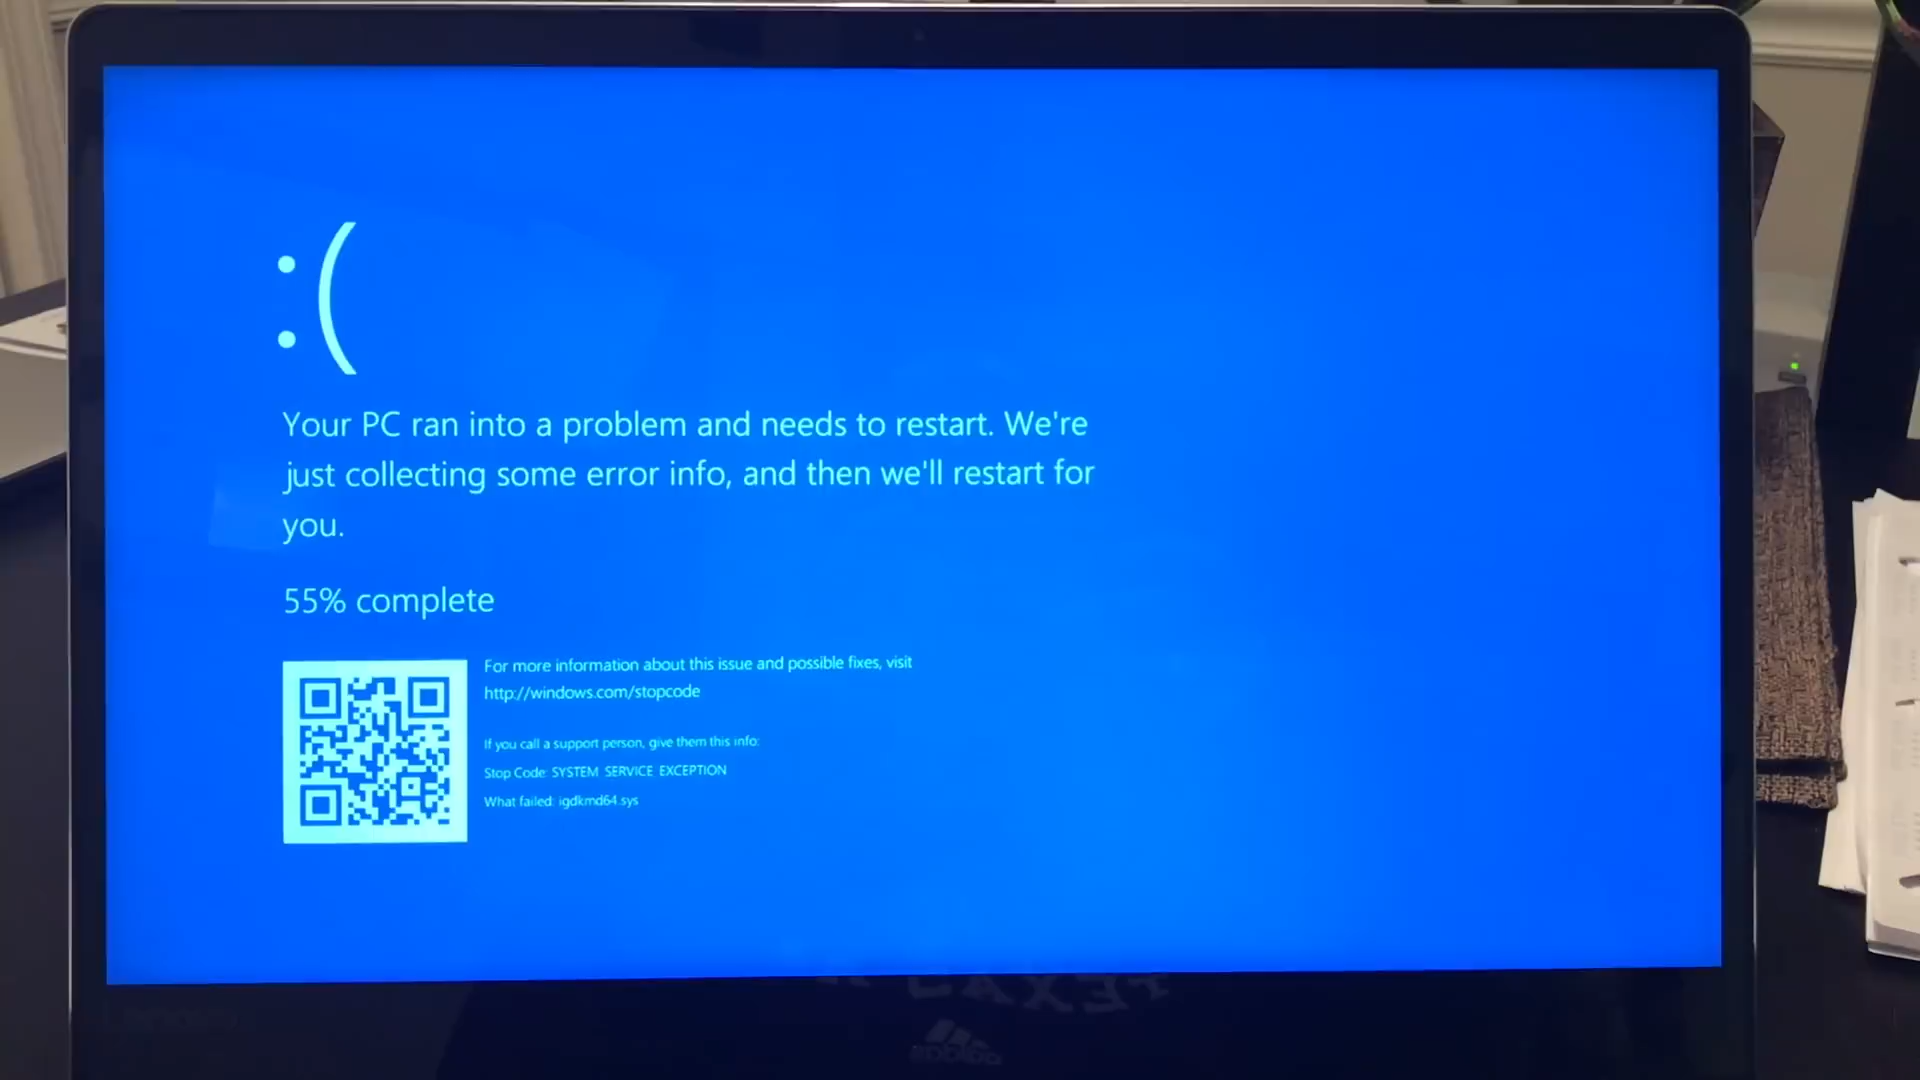 :(
Your PC ran into a problem and needs to restart. We're
just collecting some error info, and then we'll restart for
you.
55% complete
For more information about this issue and possible fixes, visit
http://windows.com/stopcode
If you call a support person, give them this info:
Stop Code: SYSTEM SERVICE EXCEPTION
What failed: igdkmd64.sys
TEXAS
adidas